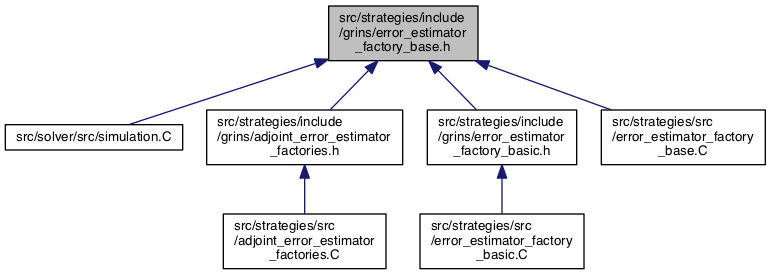 src/strategies/include
/grins/error_estimator
_factory_base.h
src/solver/src/simulation.C
src/strategies/include
/grins/adjoint_error_estimator
_factories.h
src/strategies/include
/grins/error_estimator
_factory_basic.h
src/strategies/src
/error_estimator_factory
_base.C
src/strategies/src
/adjoint_error_estimator
_factories.C
src/strategies/src
/error_estimator_factory
_basic.C